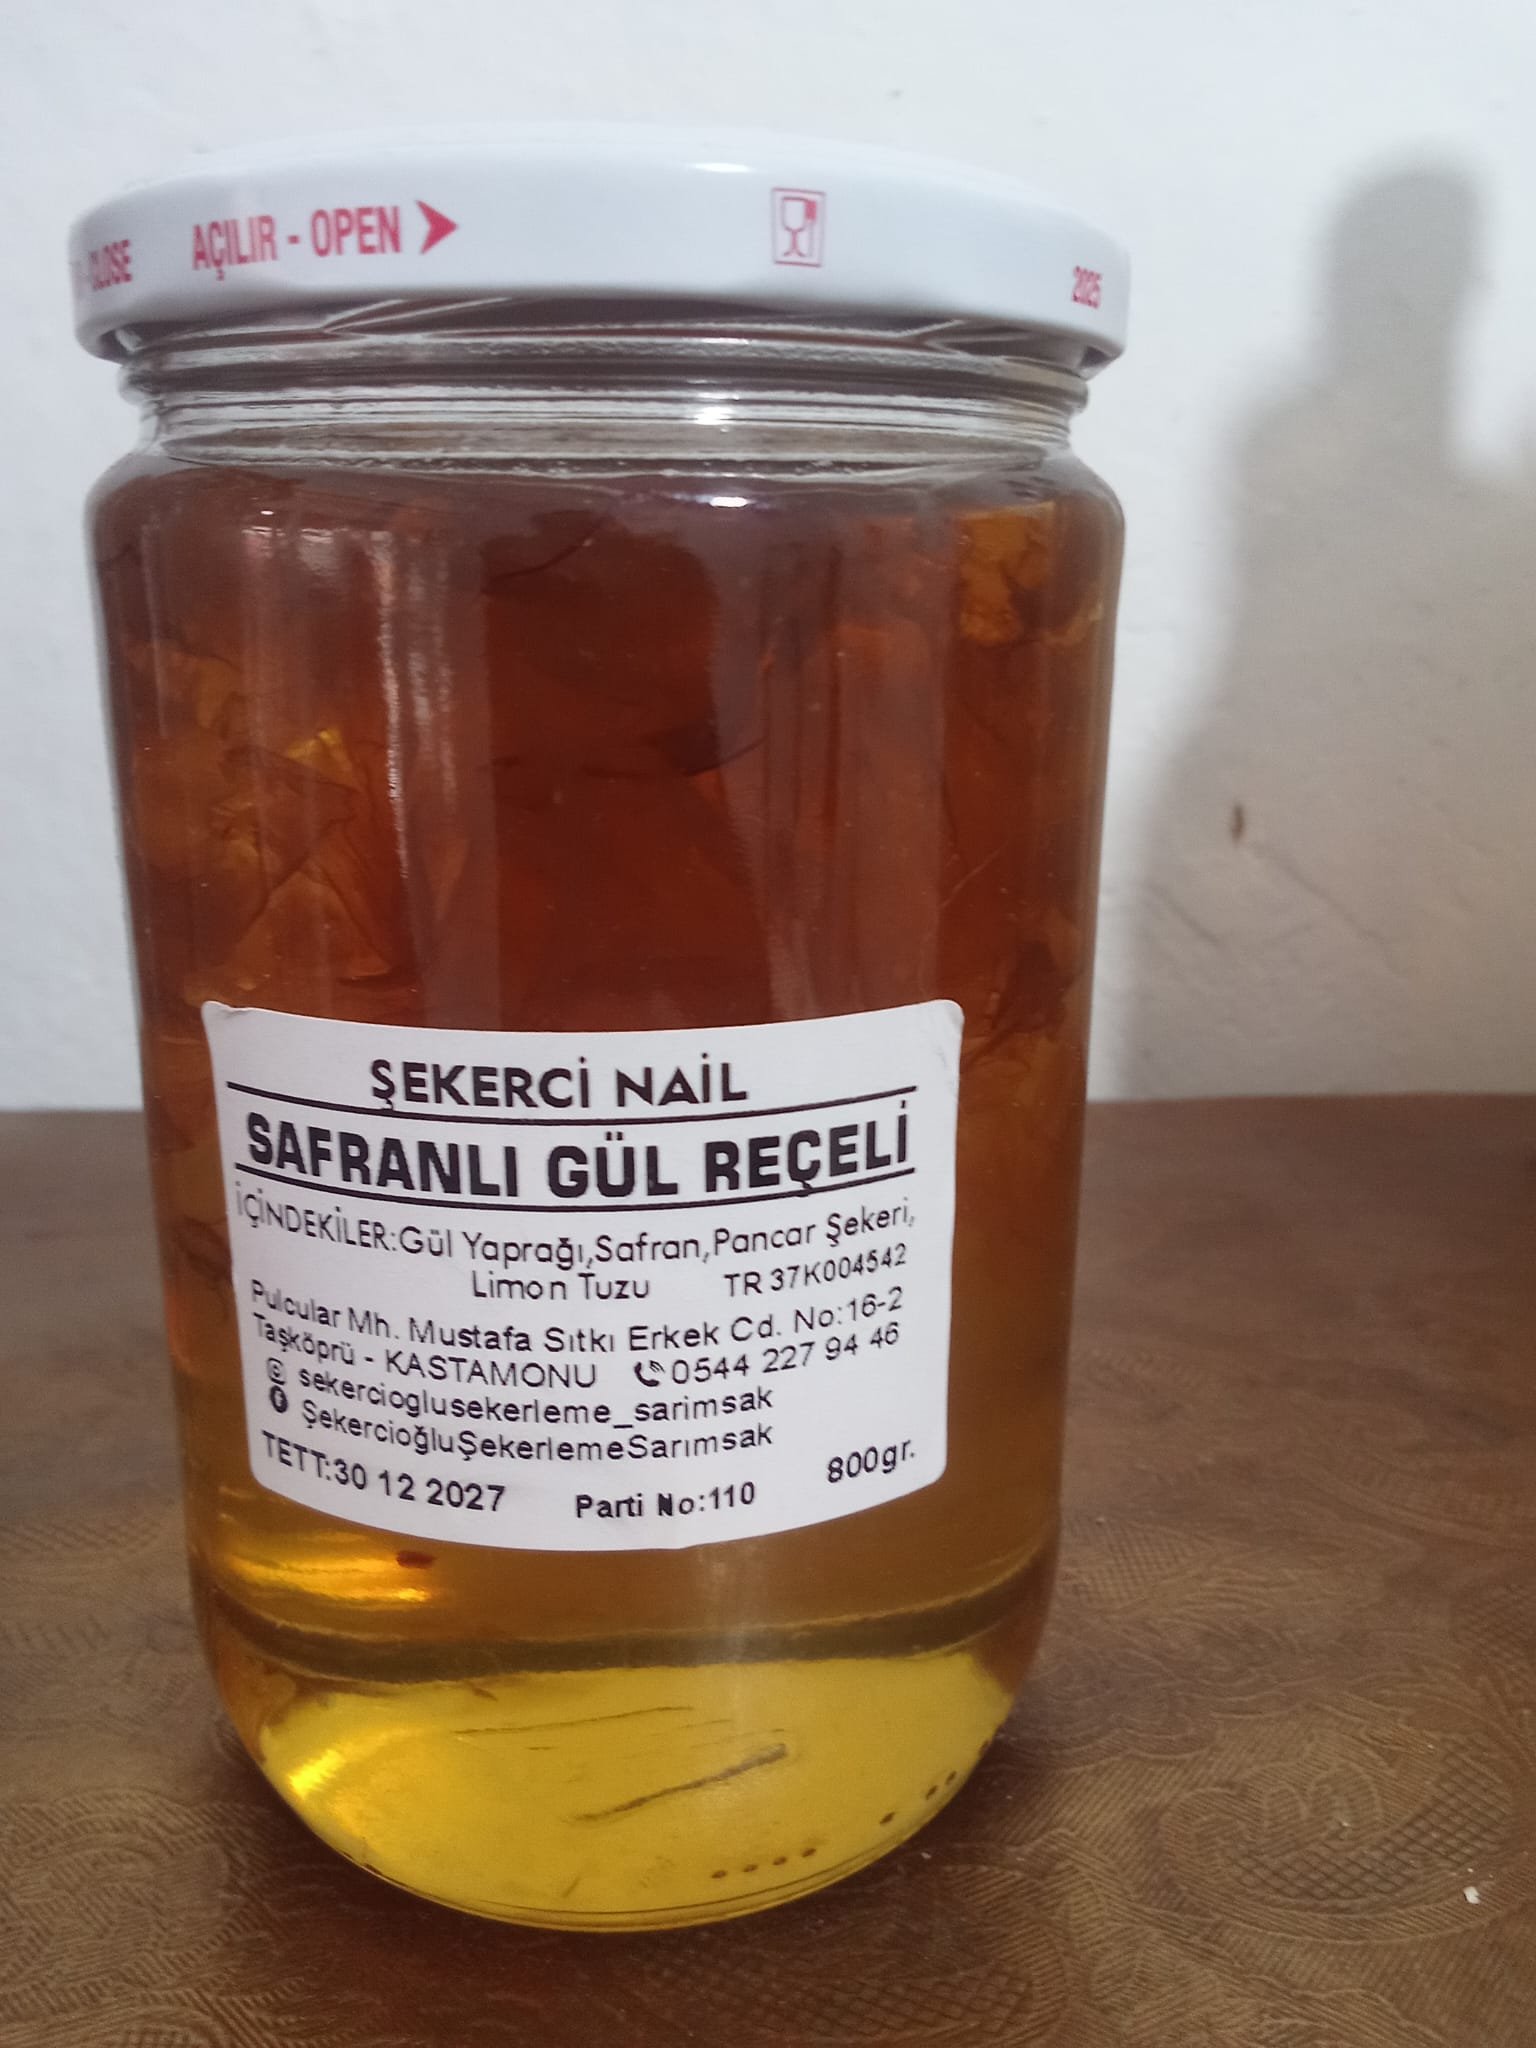 CLOSE AÇILIR - OPEN
2025
ŞEKERCİ NAİL
SAFRANLI GÜL REÇELİ
İÇİNDEKİLER:Gül Yaprağı,Safran,Pancar Şekeri,
Limon Tuzu TR 37K004542
Pulcular Mh. Mustafa Sıtkı Erkek Cd. No:16-2
Taşköprü - KASTAMONU 0544 227 94 46
sekercioglusekerleme_sarimsak
ŞekercioğluŞekerlemeSarımsak
TETT:30 12 2027 Parti No:110 800gr.